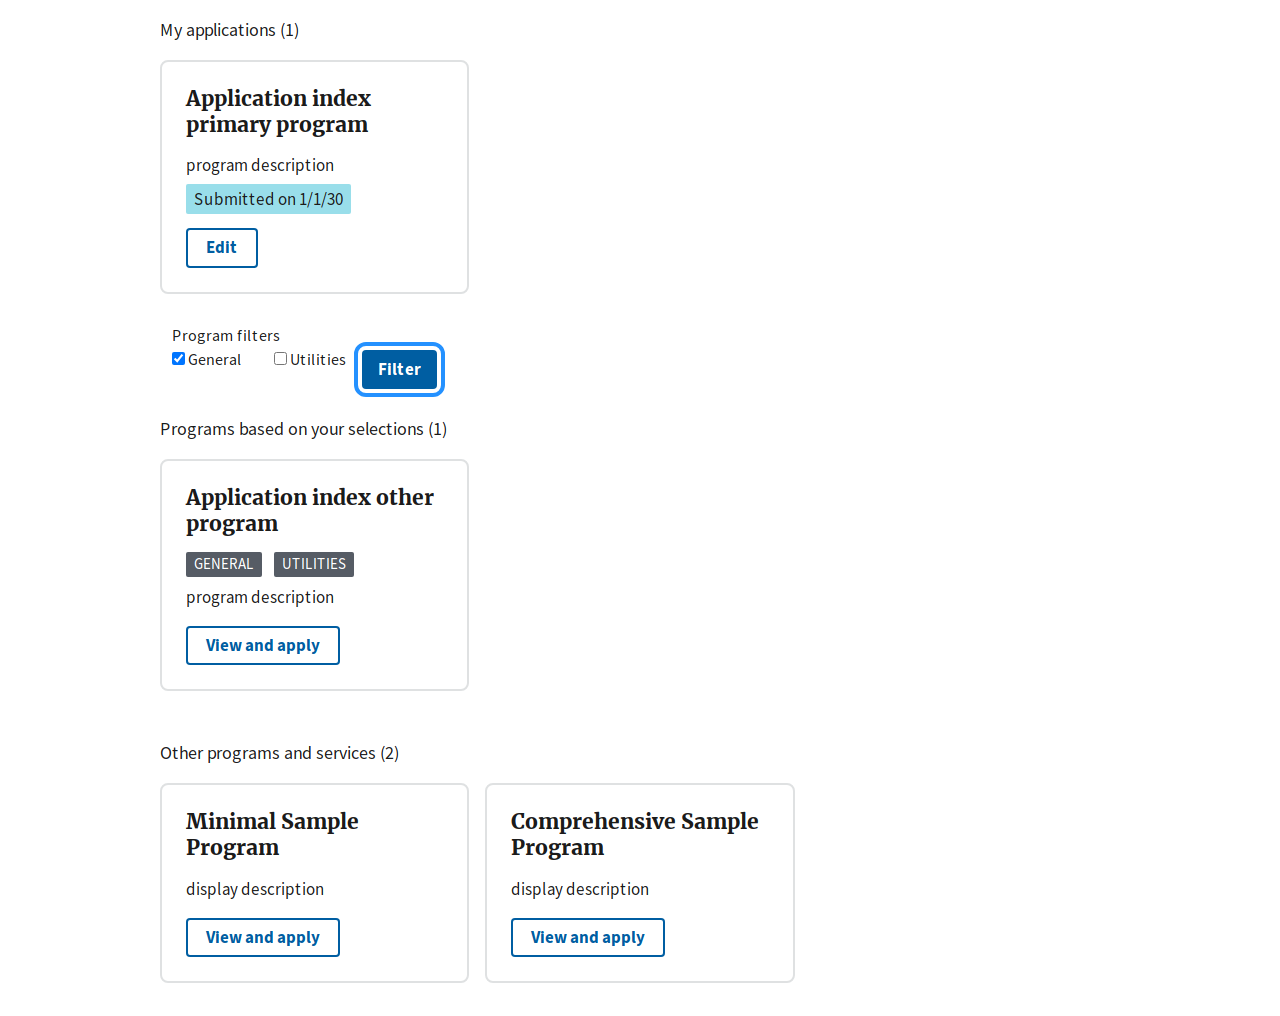 My applications (1)
Application index
primary program
program description
Submitted on 1/1/30
Edit
Program filters
General
Utilities
Filter
Programs based on your selections (1)
Application index other
program
GENERAL
UTILITIES
program description
View and apply
Other programs and services (2)
Minimal Sample
Program
display description
View and apply
Comprehensive Sample
Program
display description
View and apply